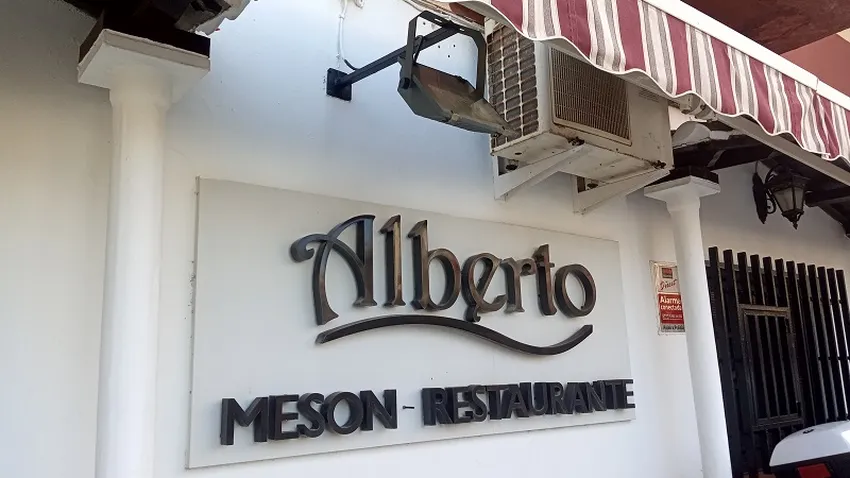 Alberto
MESON - RESTAURANTE
Alarma
conectada